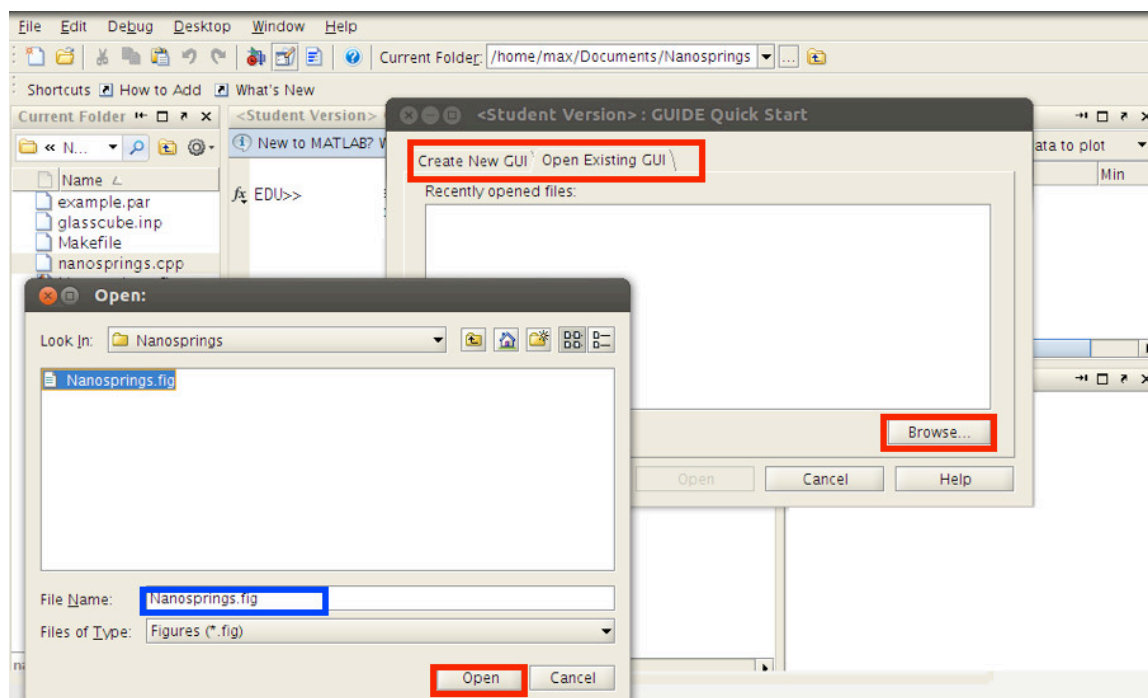 File Edit Debug Desktop Window Help
Current Folder: /home/max/Documents/Nanosprings
Shortcuts How to Add What's New
Current Folder
<Student Version>
<Student Version> : GUIDE Quick Start
« N...
New to MATLAB?
Create New GUI Open Existing GUI
ata to plot
Name
Recently opened files:
Min
example.par
fx EDU>>
glasscube.inp
Makefile
nanosprings.cpp
Open:
Look In: Nanosprings
Nanosprings.fig
Browse...
Open Cancel Help
File Name: Nanosprings.fig
Files of Type: Figures (*.fig)
Open Cancel